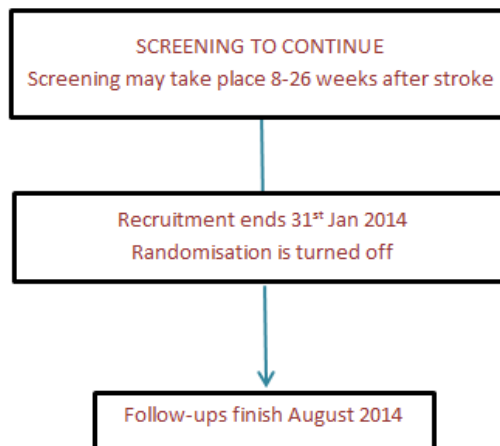 SCREENING TO CONTINUE
Screening may take place 8-26 weeks after stroke
Recruitment ends 31st Jan 2014
Randomisation is turned off
Follow-ups finish August 2014